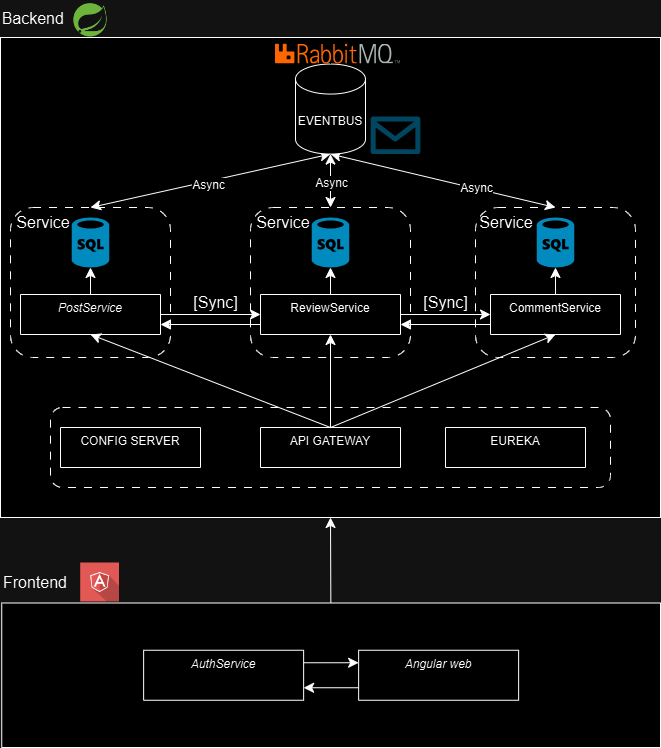 Backend
RabbitMQ
EVENTBUS
Async
Async
Async
Service
SQL
Service
SQL
Service
SQL
PostService
[Sync]
ReviewService
[Sync]
CommentService
CONFIG SERVER
API GATEWAY
EUREKA
Frontend
A
AuthService
Angular web